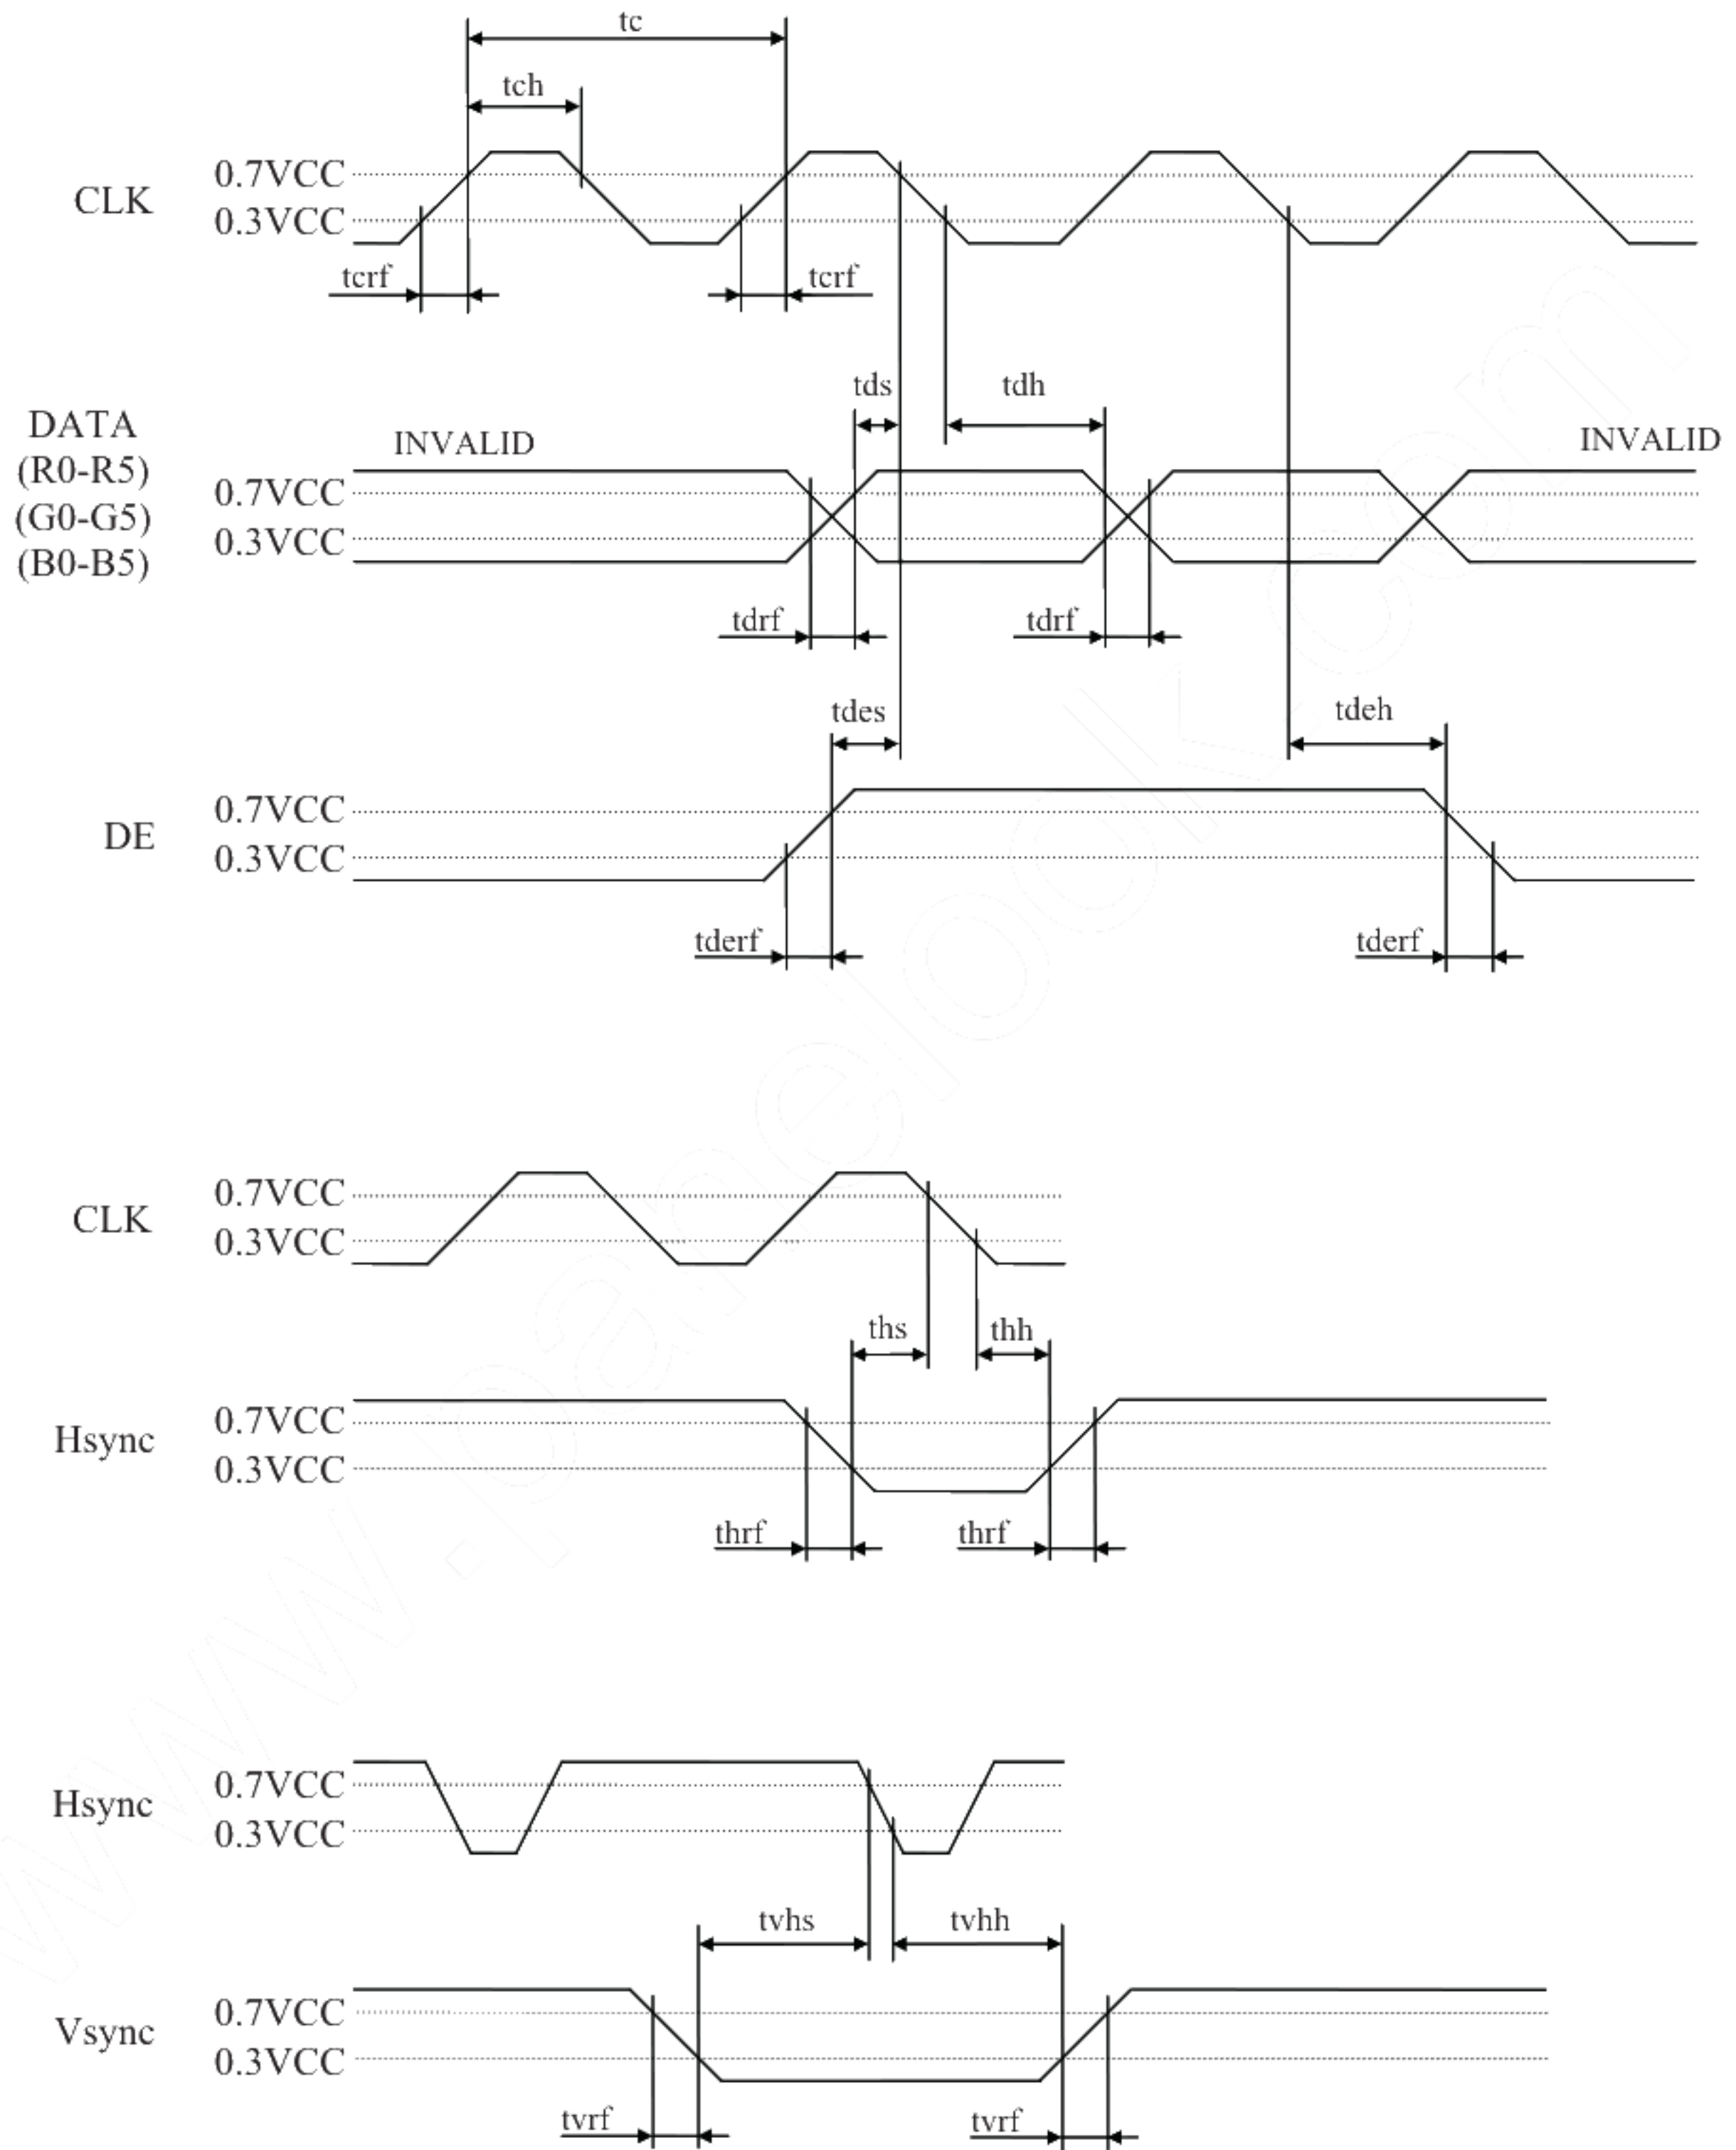 tc
tch
0.7VCC
CLK
0.3VCC
tcrf
tcrf
tds
tdh
DATA
INVALID
INVALID
(R0-R5)
0.7VCC
(G0-G5)
0.3VCC
(B0-B5)
tdrf
tdrf
tdes
tdeh
0.7VCC
DE
0.3VCC
tderf
tderf
0.7VCC
CLK
0.3VCC
ths
thh
0.7VCC
Hsync
0.3VCC
thrf
thrf
0.7VCC
Hsync
0.3VCC
tvhs
tvhh
0.7VCC
Vsync
0.3VCC
tvrf
tvrf
www.panelook.com